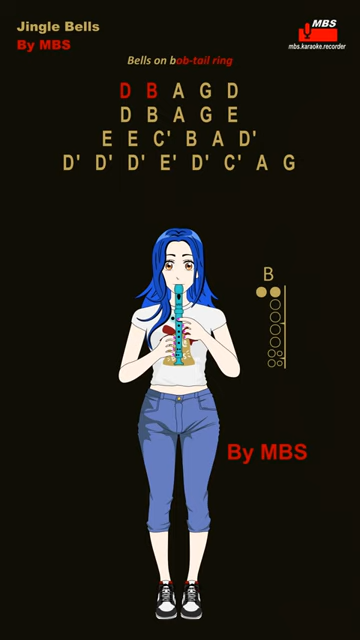 Jingle Bells
By MBS
MBS
mbs.karaoke.recorder
Bells on bob-tail ring
D B A G D
D B A G E
E E C' B A D'
D' D' D' E' D' C' A G
B
By MBS